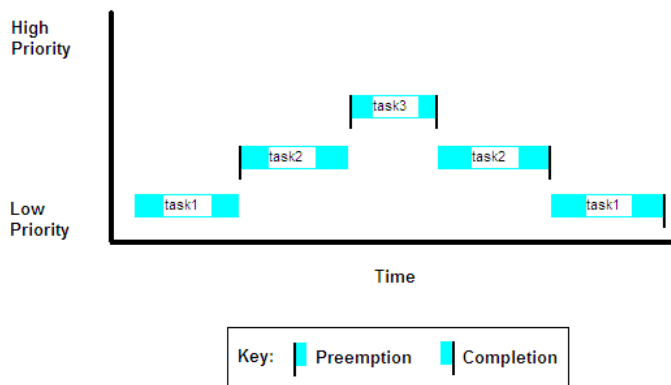 High
Priority
task3
task2
task2
task1
task1
Low
Priority
Time
Key: Preemption Completion